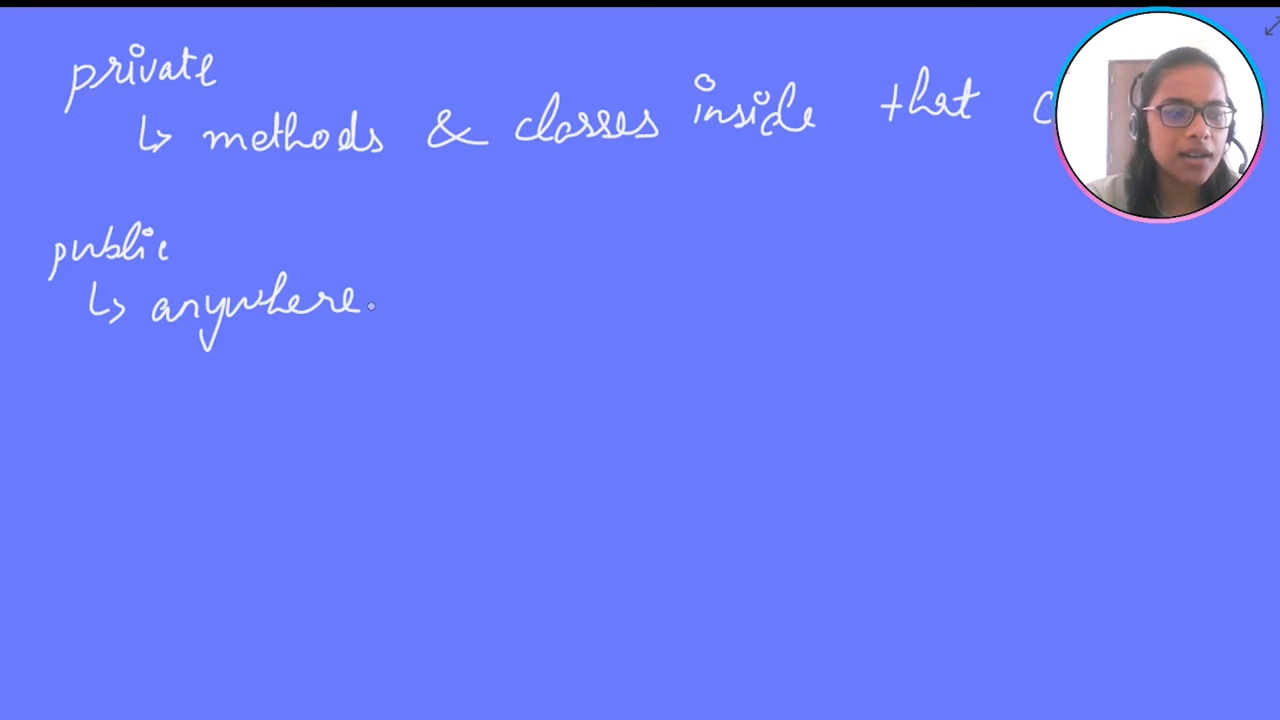 private
↳ methods & classes inside that
public
↳ anywhere